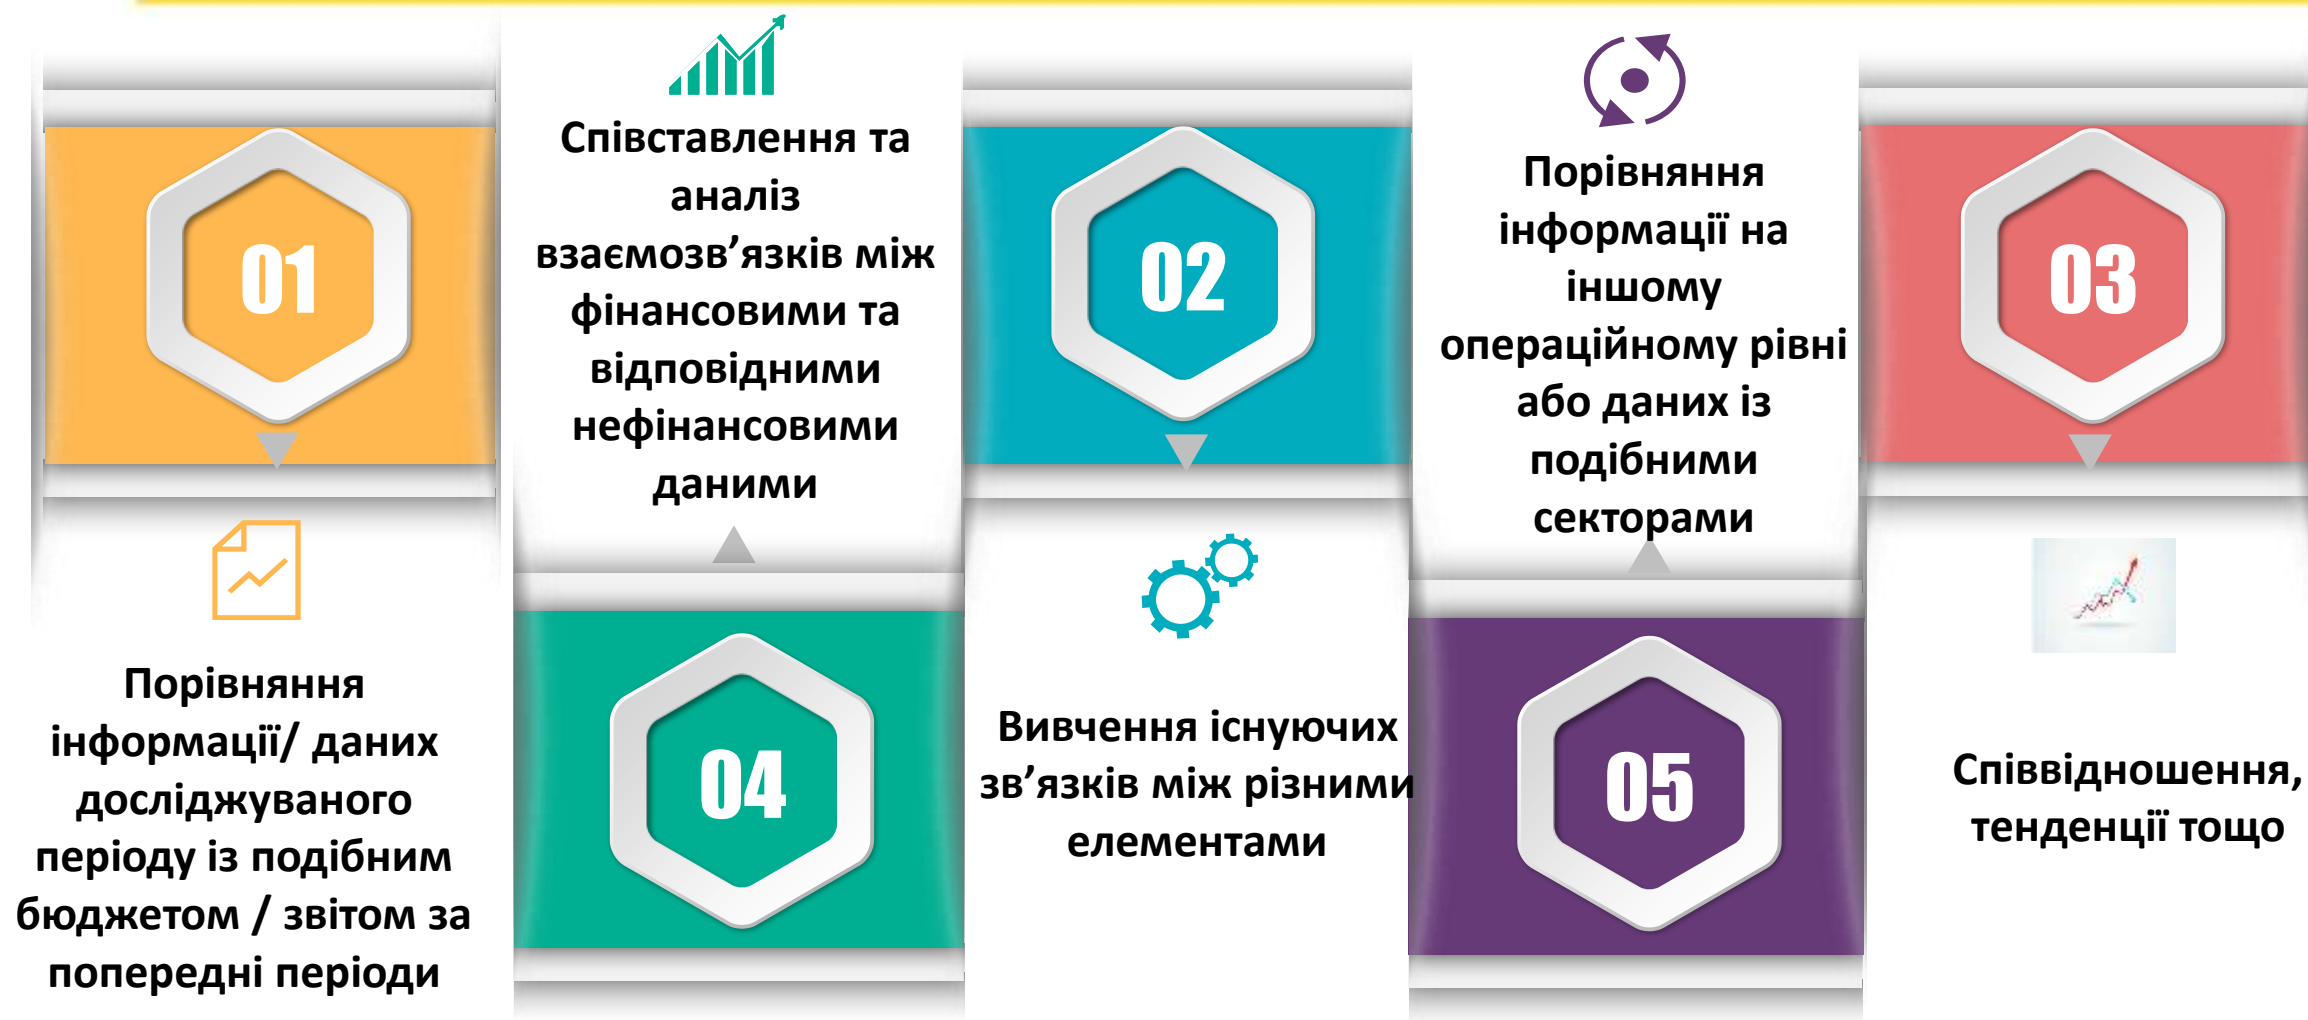 01
Порівняння
інформації/ даних
досліджуваного
періоду із подібним
бюджетом / звітом за
попередні періоди
Співставлення та
аналіз
взаємозв’язків між
фінансовими та
відповідними
нефінансовими
даними
04
02
Вивчення існуючих
зв’язків між різними
елементами
Порівняння
інформації на
іншому
операційному рівні
або даних із
подібними
секторами
05
03
Співвідношення,
тенденції тощо